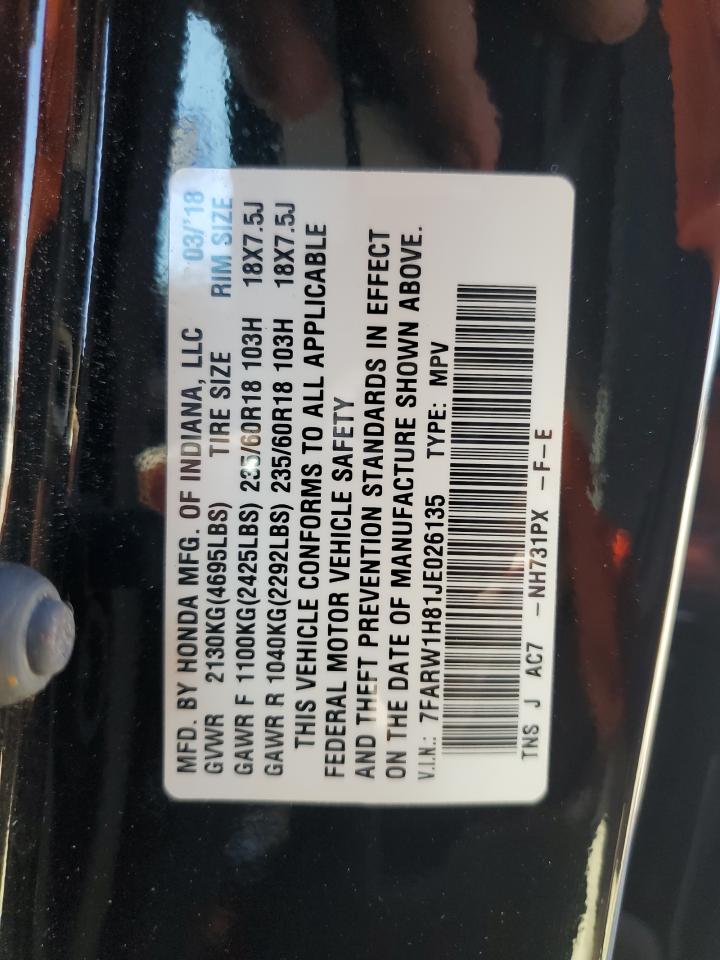 MFD. BY HONDA MFG. OF INDIANA, LLC 03/'18
GVWR 2130KG(4695LBS) TIRE SIZE RIM SIZE
GAWR F 1100KG(2425LBS) 235/60R18 103H 18X7.5J
GAWR R 1040KG(2292LBS) 235/60R18 103H 18X7.5J
THIS VEHICLE CONFORMS TO ALL APPLICABLE
FEDERAL MOTOR VEHICLE SAFETY
AND THEFT PREVENTION STANDARDS IN EFFECT
ON THE DATE OF MANUFACTURE SHOWN ABOVE.
V.I.N.: 7FARW1H81JE026135 TYPE: MPV
TNS J AC7 -NH731PX -F-E